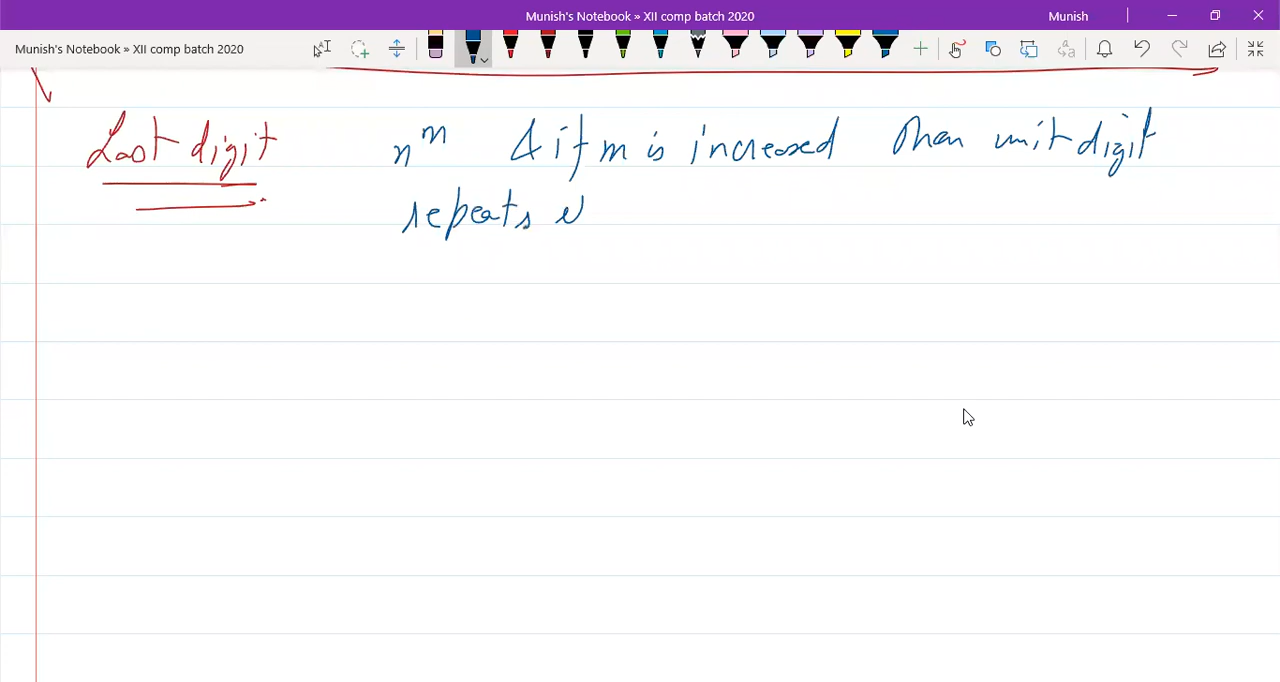 Munish's Notebook » XII comp batch 2020
Munish
Munish's Notebook » XII comp batch 2020
Last digit n^m & if m is increased then unit digit
repeats